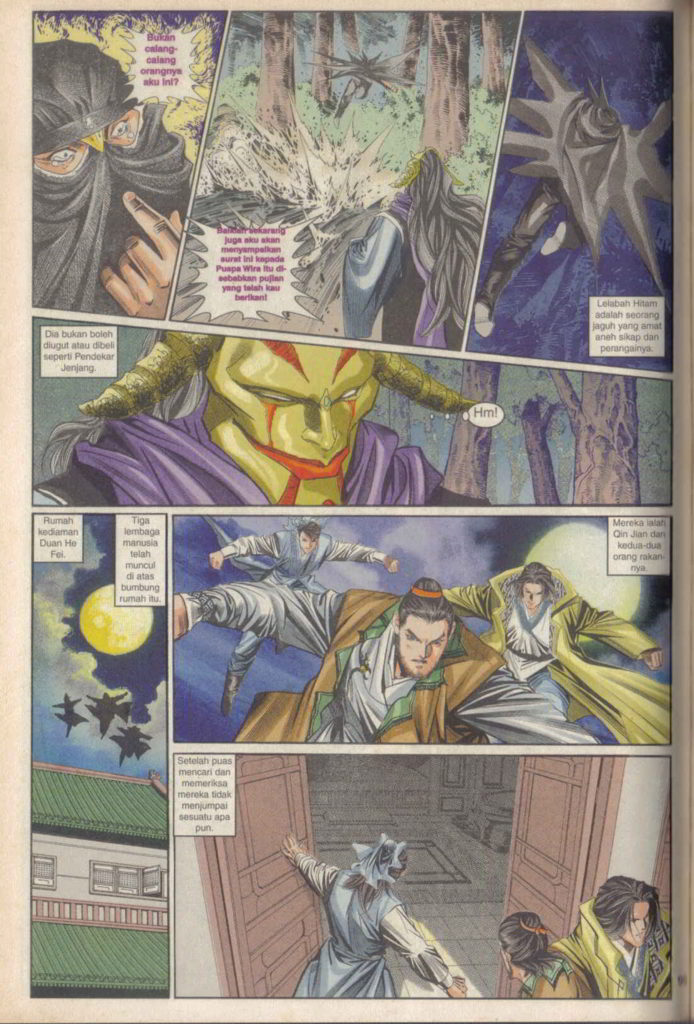 Bukan
calang-
calang
orangnya
aku ini?
Baiklah sekarang
juga aku akan
menyampaikan
surat ini kepada
Puapa Wira itu di-
sebabkan pujian
yang telah kau
berikan!
Lelabah Hitam
adalah seorang
jaguh yang amat
aneh sikap dan
perangainya.
Dia bukan boleh
diugut atau dibeli
seperti Pendekar
Jenjang.
Hm!
Rumah
kediaman
Duan He
Fei.
Tiga
lembaga
manusia
telah
muncul
di atas
bumbung
rumah itu.
Mereka ialah
Qin Jian dan
kedua-dua
orang rakan-
nya.
Setelah puas
mencari dan
memeriksa
mereka tidak
menjumpai
sesuatu apa
pun.